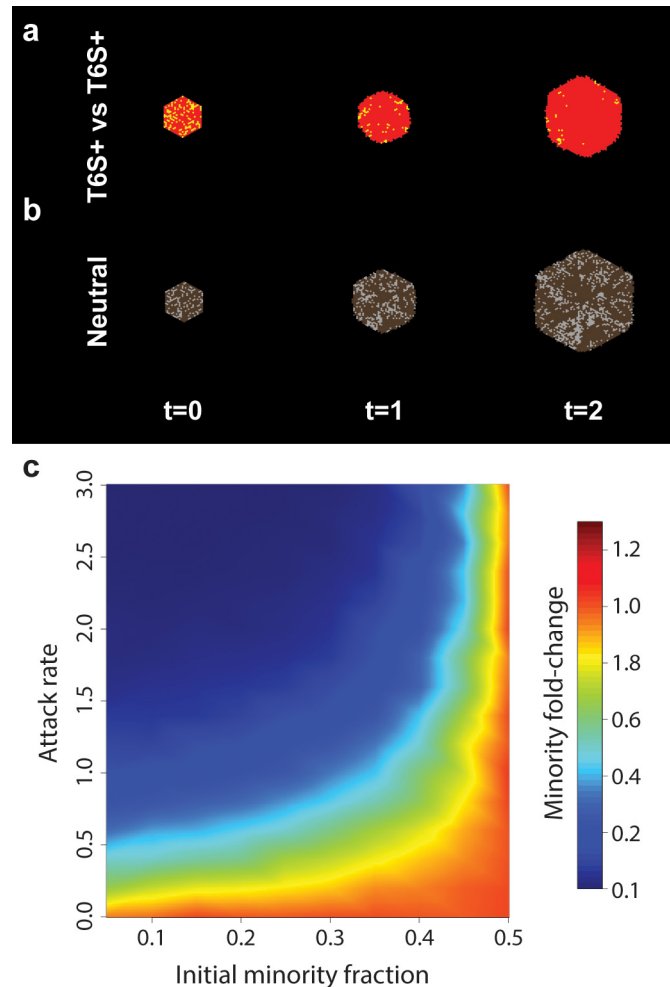 a
T6S+ vs T6S+
b
Neutral
t=0 t=1 t=2
c
Attack rate
3.0
2.5
2.0
1.5
1.0
0.5
0.0
0.1 0.2 0.3 0.4 0.5
Initial minority fraction
Minority fold-change
1.2
1.0
1.8
0.6
0.4
0.2
0.1